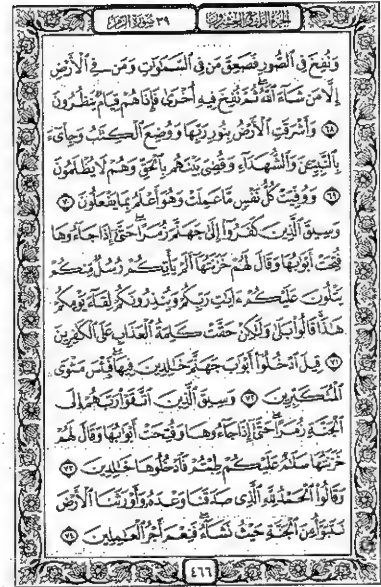 الجزء الرابع والعشرون ٣٩ سورة الزمر
وَنُفِخَ فِي ٱلصُّورِ فَصَعِقَ مَن فِي ٱلسَّمَٰوَٰتِ وَمَن فِي ٱلْأَرْضِ
إِلَّا مَن شَآءَ ٱللَّهُ ثُمَّ نُفِخَ فِيهِ أُخْرَىٰ فَإِذَا هُمْ قِيَامٌ يَنظُرُونَ
٦٨ وَأَشْرَقَتِ ٱلْأَرْضُ بِنُورِ رَبِّهَا وَوُضِعَ ٱلْكِتَٰبُ وَجِا۟ىٓءَ
بِٱلنَّبِيِّـۧنَ وَٱلشُّهَدَآءِ وَقُضِيَ بَيْنَهُم بِٱلْحَقِّ وَهُمْ لَا يُظْلَمُونَ
٦٩ وَوُفِّيَتْ كُلُّ نَفْسٍ مَّا عَمِلَتْ وَهُوَ أَعْلَمُ بِمَا يَفْعَلُونَ ٧٠
وَسِيقَ ٱلَّذِينَ كَفَرُوٓا۟ إِلَىٰ جَهَنَّمَ زُمَرًا حَتَّىٰٓ إِذَا جَآءُوهَا
فُتِحَتْ أَبْوَٰبُهَا وَقَالَ لَهُمْ خَزَنَتُهَآ أَلَمْ يَأْتِكُمْ رُسُلٌ مِّنكُمْ
يَتْلُونَ عَلَيْكُمْ ءَايَٰتِ رَبِّكُمْ وَيُنذِرُونَكُمْ لِقَآءَ يَوْمِكُمْ
هَٰذَا قَالُوا۟ بَلَىٰ وَلَٰكِنْ حَقَّتْ كَلِمَةُ ٱلْعَذَابِ عَلَى ٱلْكَٰفِرِينَ
٧١ قِيلَ ٱدْخُلُوٓا۟ أَبْوَٰبَ جَهَنَّمَ خَٰلِدِينَ فِيهَا فَبِئْسَ مَثْوَى
ٱلْمُتَكَبِّرِينَ ٧٢ وَسِيقَ ٱلَّذِينَ ٱتَّقَوْا۟ رَبَّهُمْ إِلَى
ٱلْجَنَّةِ زُمَرًا حَتَّىٰٓ إِذَا جَآءُوهَا وَفُتِحَتْ أَبْوَٰبُهَا وَقَالَ لَهُمْ
خَزَنَتُهَا سَلَٰمٌ عَلَيْكُمْ طِبْتُمْ فَٱدْخُلُوهَا خَٰلِدِينَ ٧٣
وَقَالُوا۟ ٱلْحَمْدُ لِلَّهِ ٱلَّذِي صَدَقَنَا وَعْدَهُۥ وَأَوْرَثَنَا ٱلْأَرْضَ
نَتَبَوَّأُ مِنَ ٱلْجَنَّةِ حَيْثُ نَشَآءُ فَنِعْمَ أَجْرُ ٱلْعَٰمِلِينَ ٧٤
٤٦٦